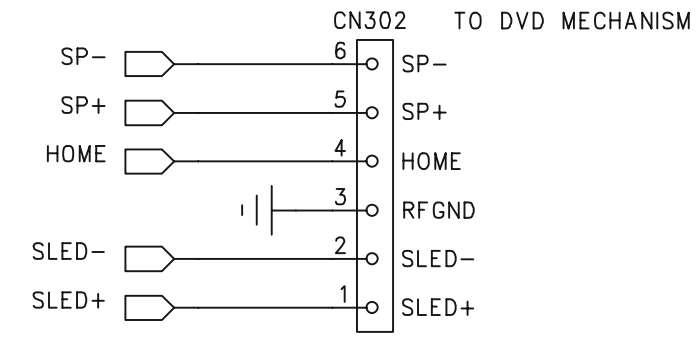 CN302 TO DVD MECHANISM
SP- 6 SP-
SP+ 5 SP+
HOME 4 HOME
3 RFGND
SLED- 2 SLED-
SLED+ 1 SLED+